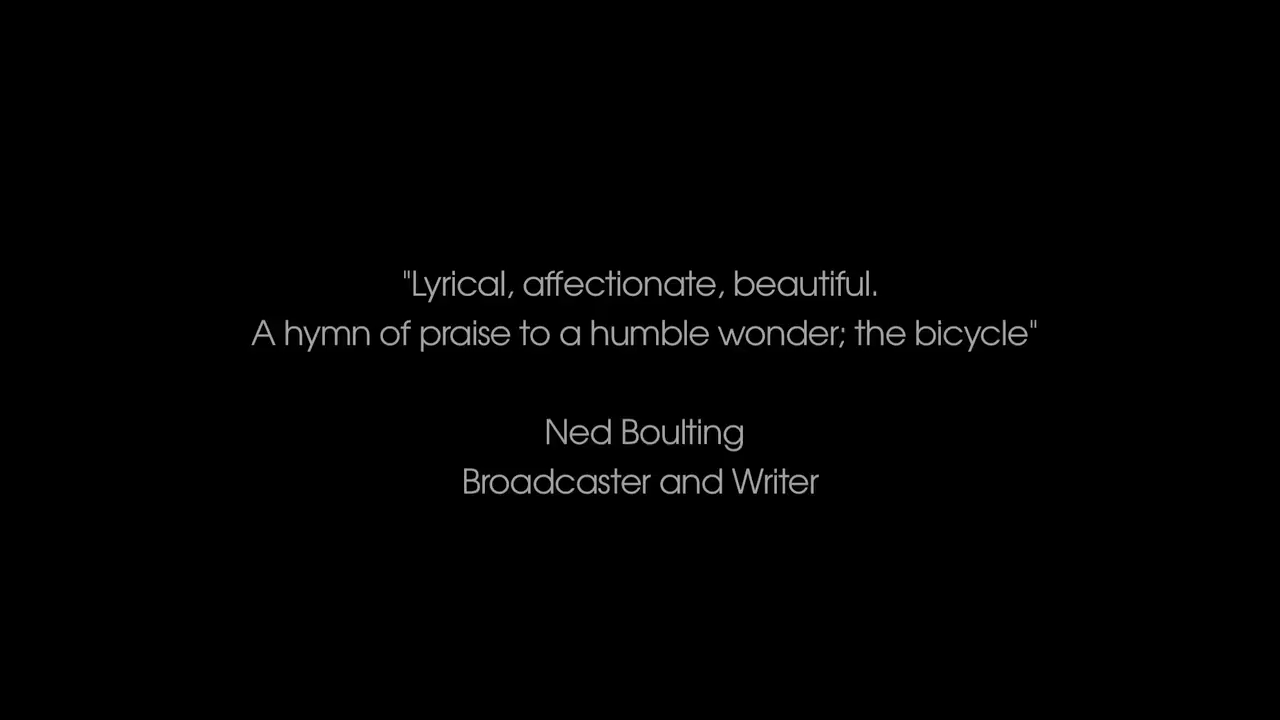 "Lyrical, affectionate, beautiful.
A hymn of praise to a humble wonder; the bicycle"
Ned Boulting
Broadcaster and Writer